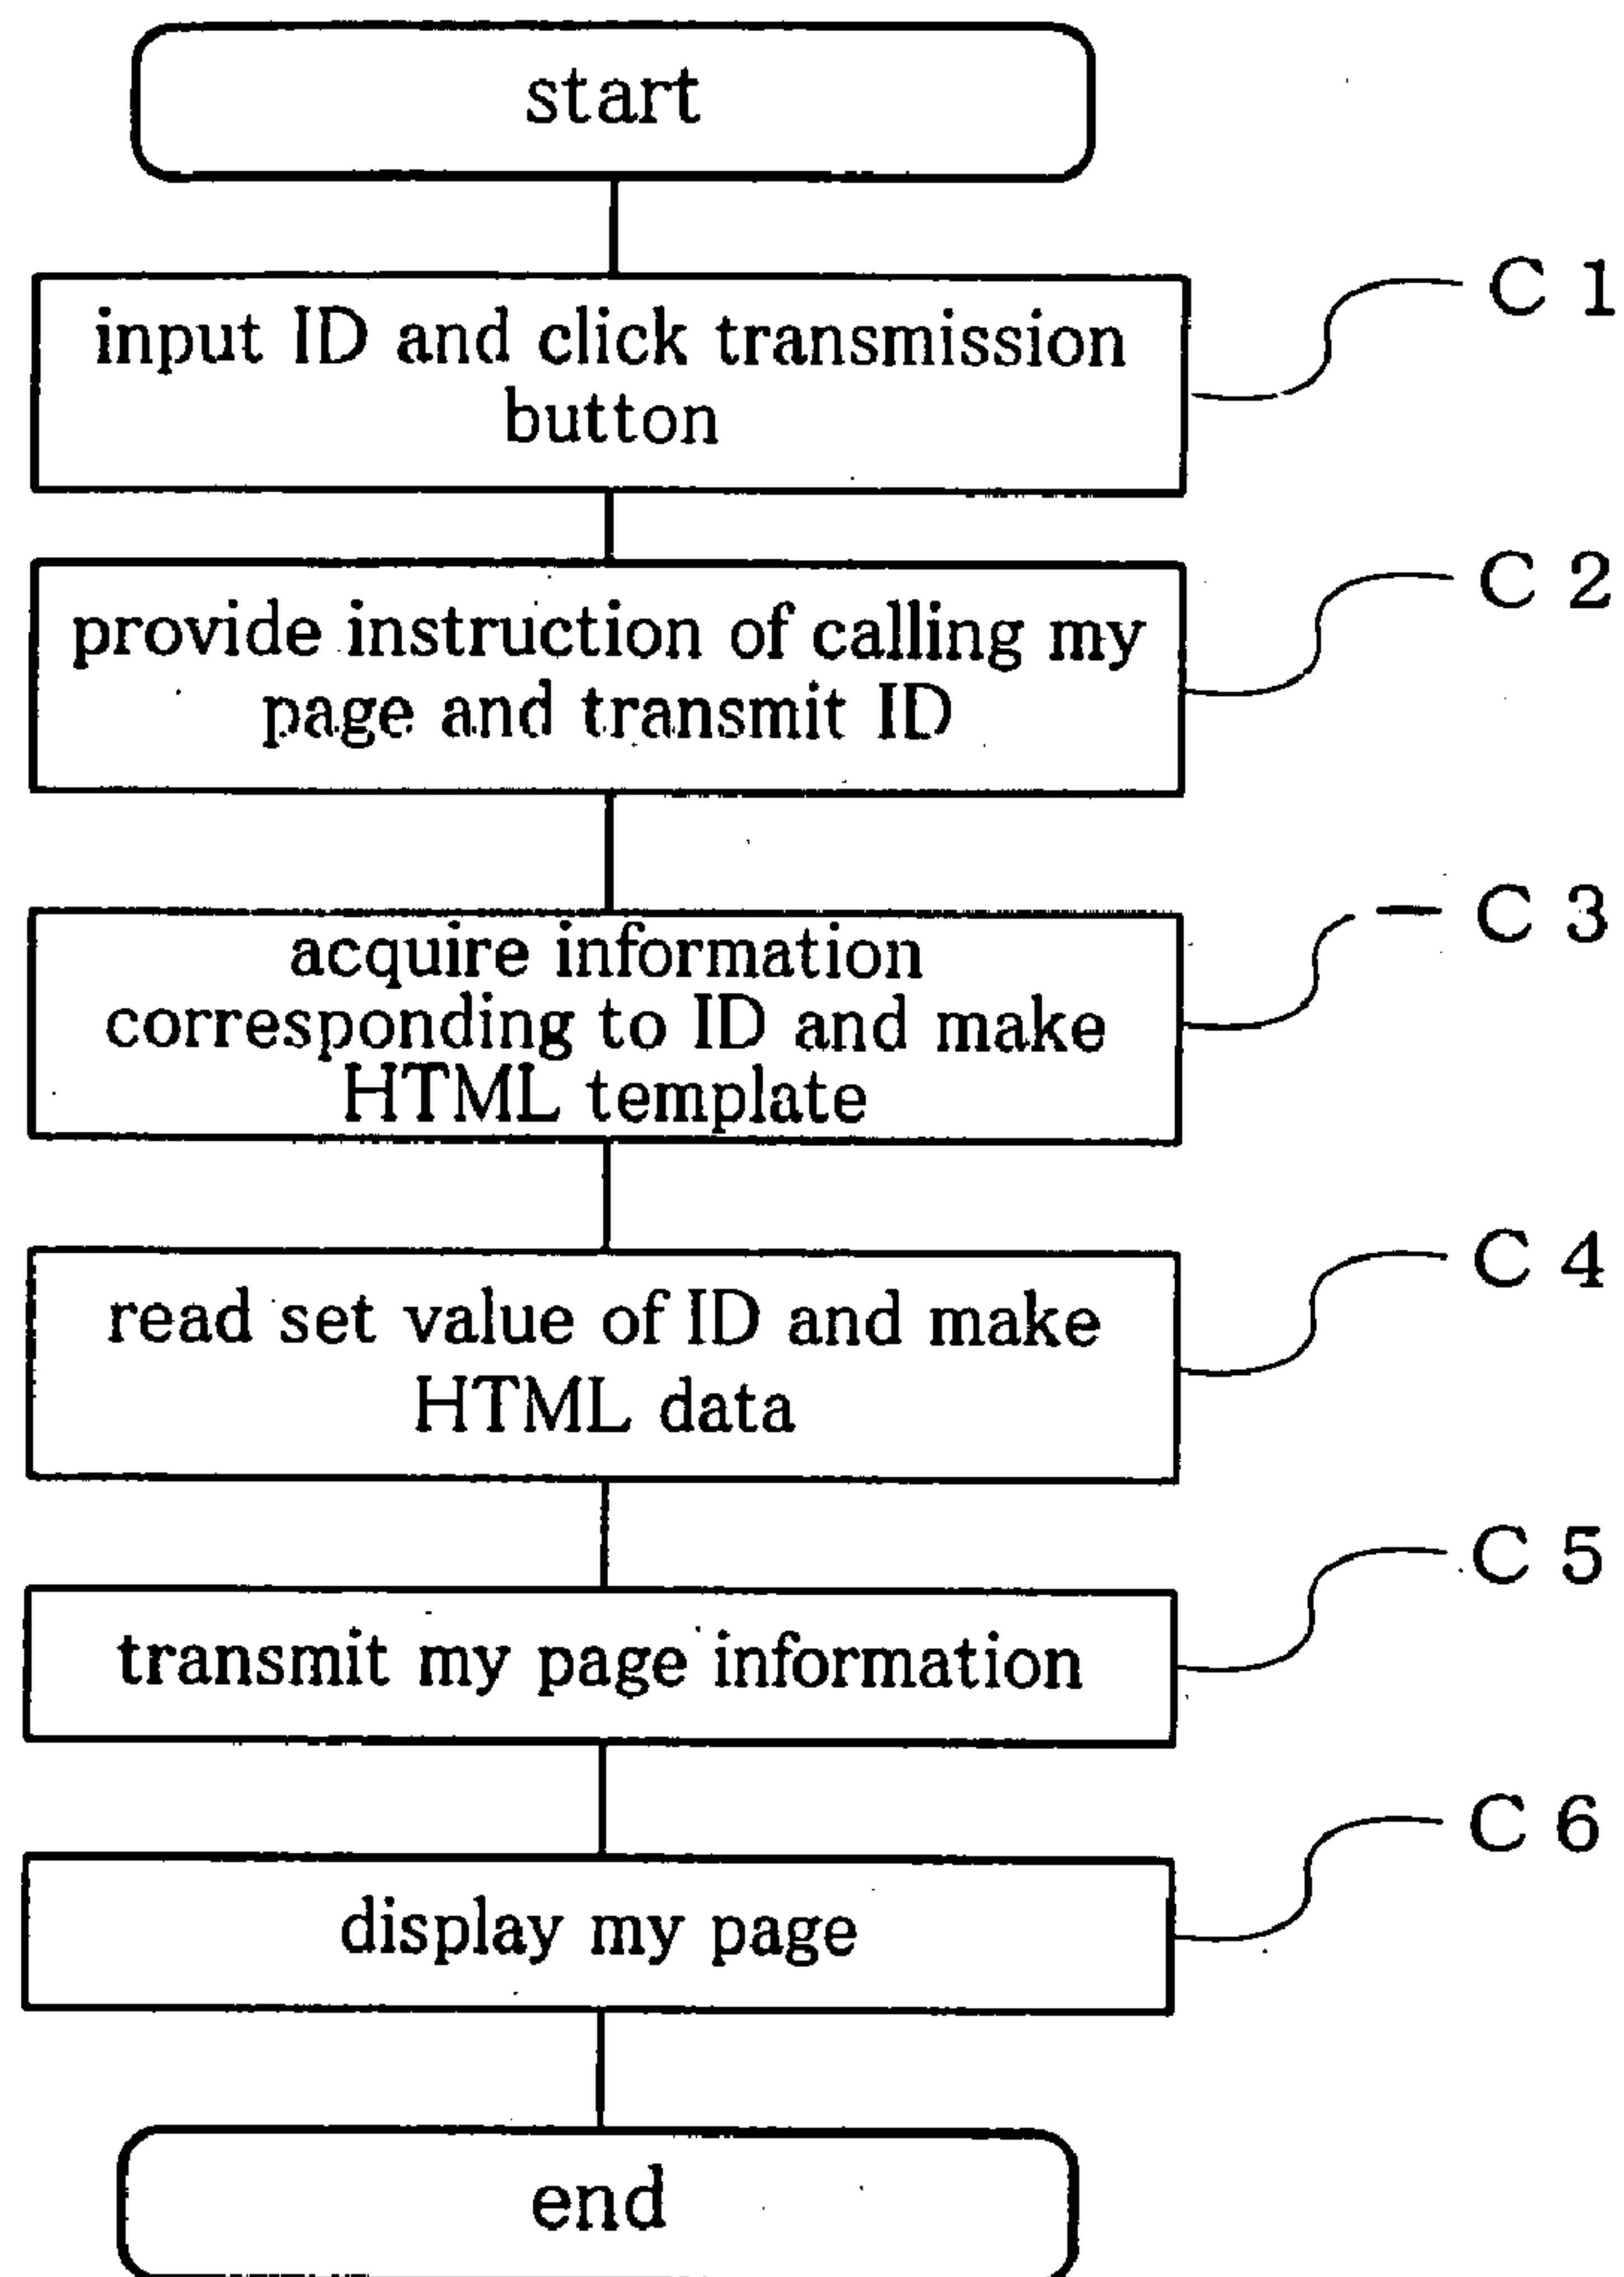 start
C 1
input ID and click transmission
button
C 2
provide instruction of calling my
page and transmit ID
C 3
acquire information
corresponding to ID and make
HTML template
C 4
read set value of ID and make
HTML data
C 5
transmit my page information
C 6
display my page
end